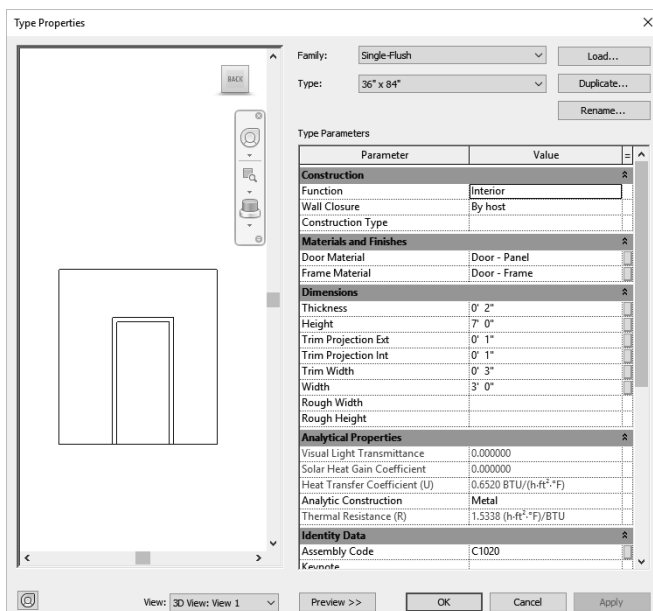 Type Properties
BACK
Family: Single-Flush Load...
Type: 36" x 84" Duplicate...
Rename...
Type Parameters
Parameter Value =
Construction
Function Interior
Wall Closure By host
Construction Type
Materials and Finishes
Door Material Door - Panel
Frame Material Door - Frame
Dimensions
Thickness 0' 2"
Height 7' 0"
Trim Projection Ext 0' 1"
Trim Projection Int 0' 1"
Trim Width 0' 3"
Width 3' 0"
Rough Width
Rough Height
Analytical Properties
Visual Light Transmittance 0.000000
Solar Heat Gain Coefficient 0.000000
Heat Transfer Coefficient (U) 0.6520 BTU/(h·ft²·°F)
Analytic Construction Metal
Thermal Resistance (R) 1.5338 (h·ft²·°F)/BTU
Identity Data
Assembly Code C1020
Keynote
View: 3D View: View 1 Preview >> OK Cancel Apply